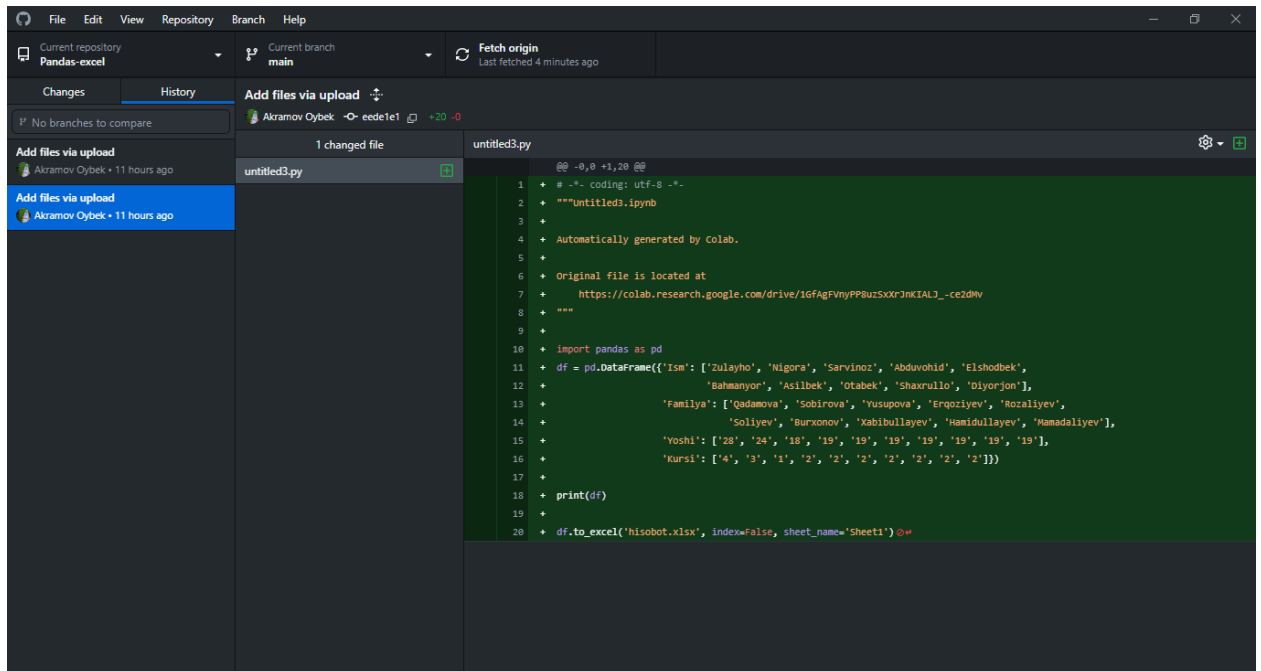 File Edit View Repository Branch Help
Current repository
Pandas-excel
Current branch
main
Fetch origin
Last fetched 4 minutes ago
Changes History
No branches to compare
Add files via upload
Akramov Oybek • 11 hours ago
Add files via upload
Akramov Oybek • 11 hours ago
Add files via upload
Akramov Oybek eede1e1 +20 -0
1 changed file
untitled3.py
untitled3.py
@@ -0,0 +1,20 @@
1 + # -*- coding: utf-8 -*-
2 + """Untitled3.ipynb
3 +
4 + Automatically generated by Colab.
5 +
6 + Original file is located at
7 +     https://colab.research.google.com/drive/1GfAgFVnyPP8uzSxXrJnKIALJ_-ce2dMv
8 + """
9 +
10 + import pandas as pd
11 + df = pd.DataFrame({'Ism': ['Zulayho', 'Nigora', 'Sarvinoz', 'Abduvohid', 'Elshodbek',
12 +                            'Bahmanyor', 'Asilbek', 'Otabek', 'Shaxrullo', 'Diyorjon'],
13 +                    'Familya': ['Qadamova', 'Sobirova', 'Yusupova', 'Erqoziyev', 'Rozaliyev',
14 +                                'Soliyev', 'Burxonov', 'Xabibullayev', 'Hamidullayev', 'Mamadaliyev'],
15 +                    'Yoshi': ['28', '24', '18', '19', '19', '19', '19', '19', '19', '19'],
16 +                    'Kursi': ['4', '3', '1', '2', '2', '2', '2', '2', '2', '2']})
17 +
18 + print(df)
19 +
20 + df.to_excel('hisobot.xlsx', index=False, sheet_name='Sheet1')